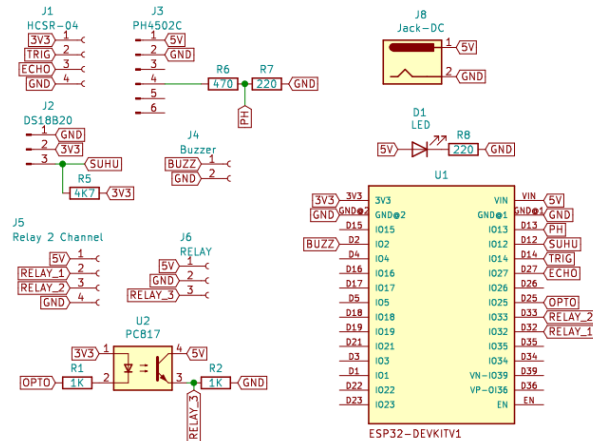 J1
HCSR-04
3V3 1
TRIG 2
ECHO 3
GND 4
J3
PH4502C
1 5V
2 GND
3
4
5
6
R6
470
R7
220
GND
PH
J8
Jack-DC
1 5V
2 GND
J2
DS18B20
1 GND
2 3V3
3 SUHU
R5
4K7
3V3
J4
Buzzer
BUZZ 1
GND 2
D1
LED
5V
R8
220
GND
J5
Relay 2 Channel
5V 1
RELAY_1 2
RELAY_2 3
GND 4
J6
RELAY
5V 1
GND 2
RELAY_3 3
U2
PC817
3V3 1
4 5V
OPTO
R1
1K
2
3
R2
1K
GND
RELAY_3
U1
3V3 3V3 3V3 VIN VIN 5V
GND GND@2 GND@2 GND@1 GND@1 GND
D15 IO15 IO13 D13 PH
BUZZ D2 IO2 IO12 D12 SUHU
D4 IO4 IO14 D14 TRIG
D16 IO16 IO27 D27 ECHO
D17 IO17 IO26 D26
D5 IO5 IO25 D25 OPTO
D18 IO18 IO33 D33 RELAY_2
D19 IO19 IO32 D32 RELAY_1
D21 IO21 IO35 D35
D3 IO3 IO34 D34
D1 IO1 VN-IO39 D39
D22 IO22 VP-OI36 D36
D23 IO23 EN EN
ESP32-DEVKITV1